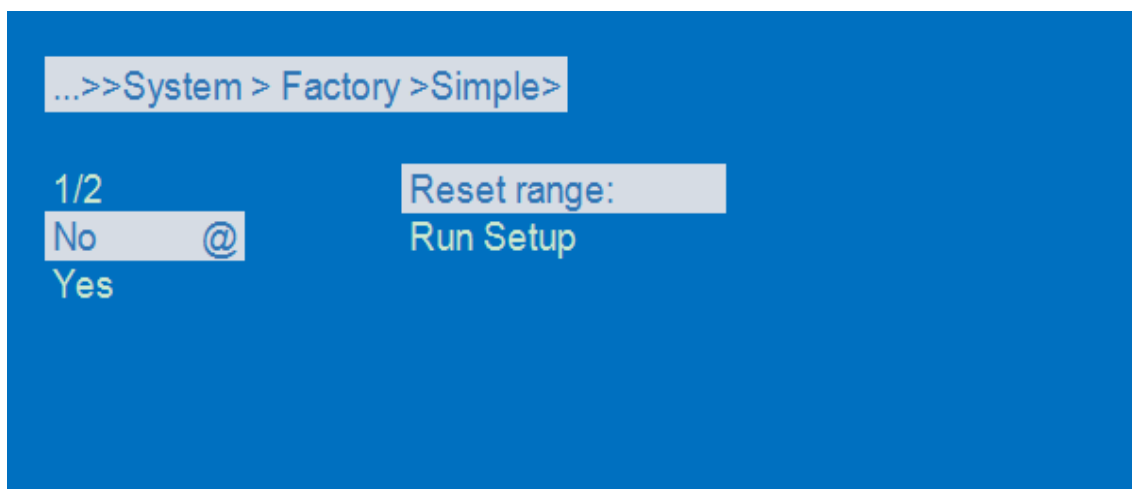 ...>>System > Factory >Simple>
1/2 Reset range:
No @ Run Setup
Yes